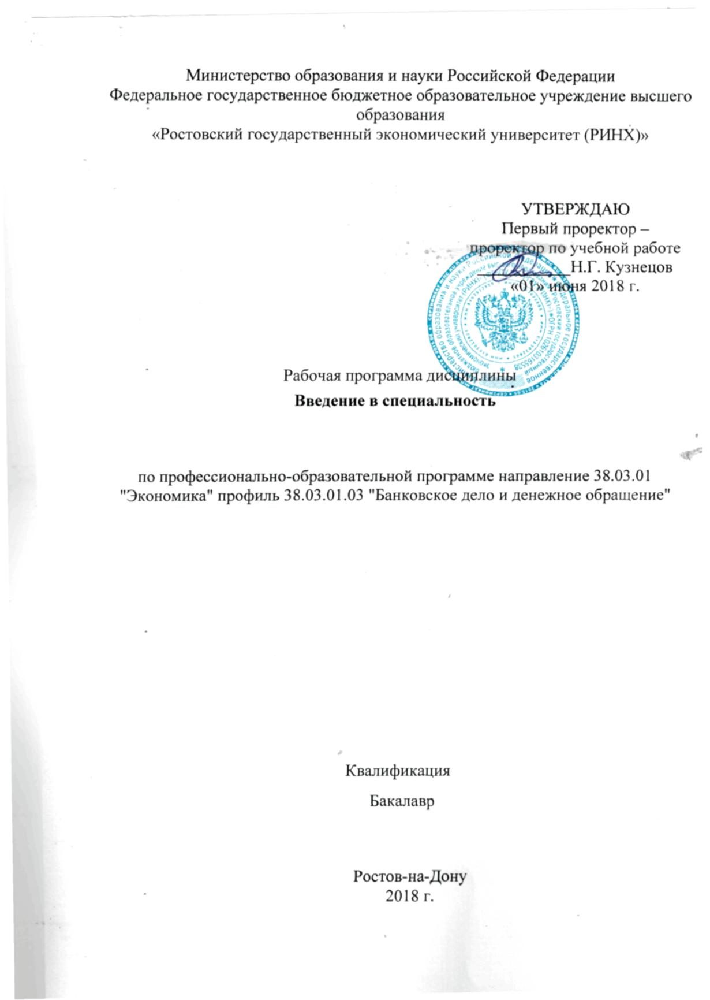 Министерство образования и науки Российской Федерации
Федеральное государственное бюджетное образовательное учреждение высшего
образования
«Ростовский государственный экономический университет (РИНХ)»
УТВЕРЖДАЮ
Первый проректор –
проректор по учебной работе
Н.Г. Кузнецов
«01» июня 2018 г.
Рабочая программа дисциплины
Введение в специальность
по профессионально-образовательной программе направление 38.03.01
"Экономика" профиль 38.03.01.03 "Банковское дело и денежное обращение"
Квалификация
Бакалавр
Ростов-на-Дону
2018 г.